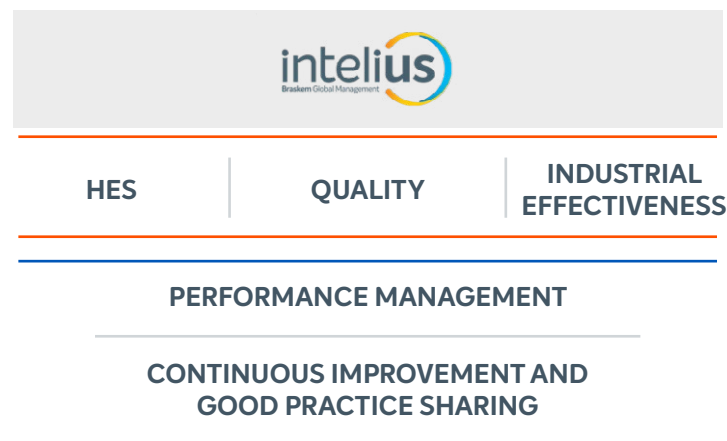 intelius
Braskem Global Management
HES
QUALITY
INDUSTRIAL
EFFECTIVENESS
PERFORMANCE MANAGEMENT
CONTINUOUS IMPROVEMENT AND
GOOD PRACTICE SHARING